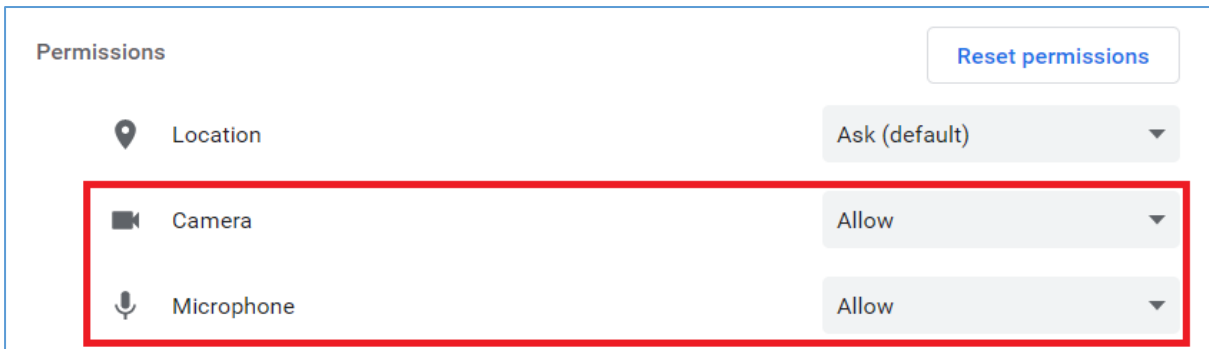 Permissions
Reset permissions
Location
Ask (default)
Camera
Allow
Microphone
Allow